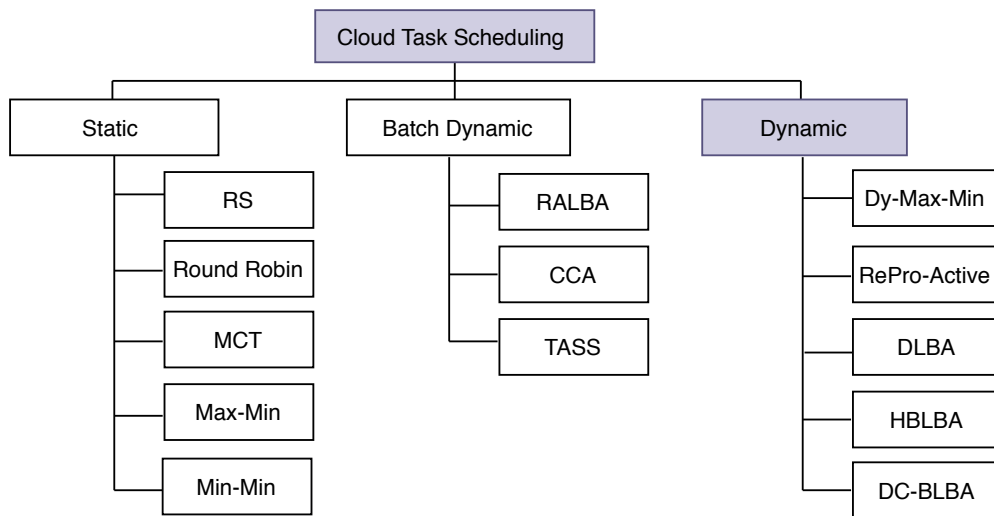 Cloud Task Scheduling
Static
Batch Dynamic
Dynamic
RS
Round Robin
MCT
Max-Min
Min-Min
RALBA
CCA
TASS
Dy-Max-Min
RePro-Active
DLBA
HBLBA
DC-BLBA